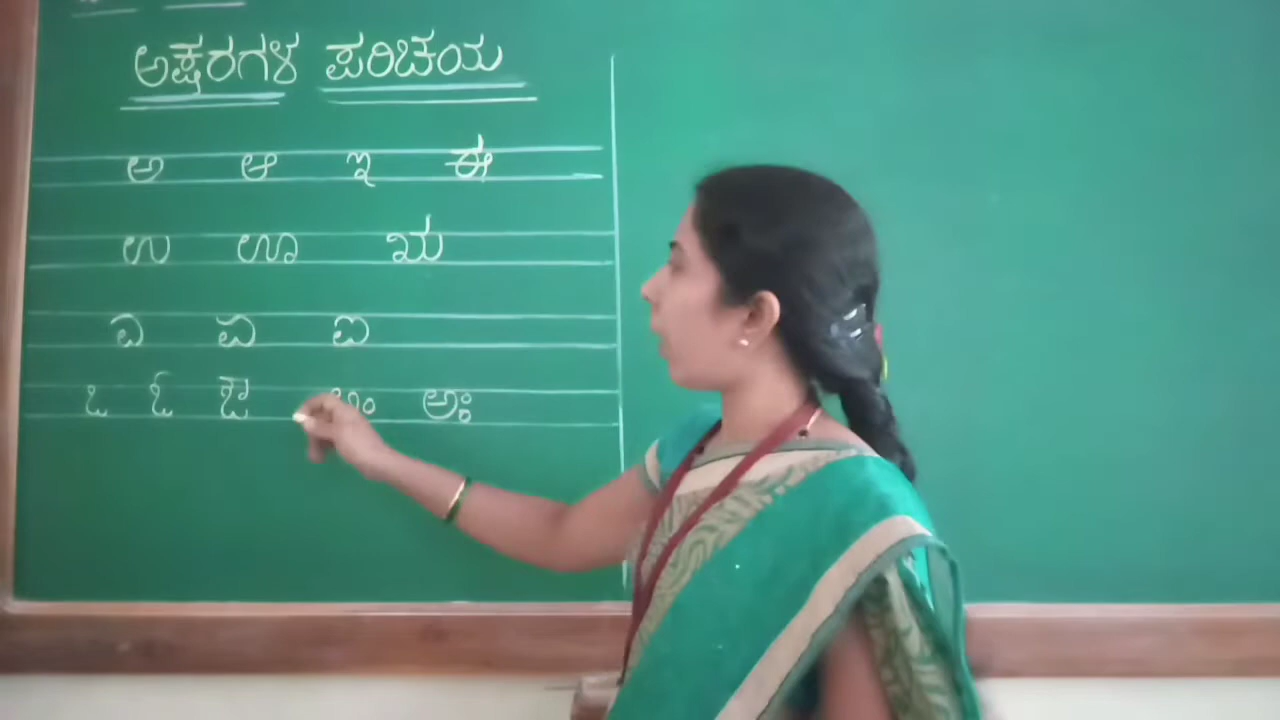 ಅಕ್ಷರಗಳ ಪರಿಚಯ
ಅ ಆ ಇ ಈ
ಉ ಊ ಋ
ಎ ಏ ಐ
ಒ ಓ ಔ ಅಂ ಅಃ